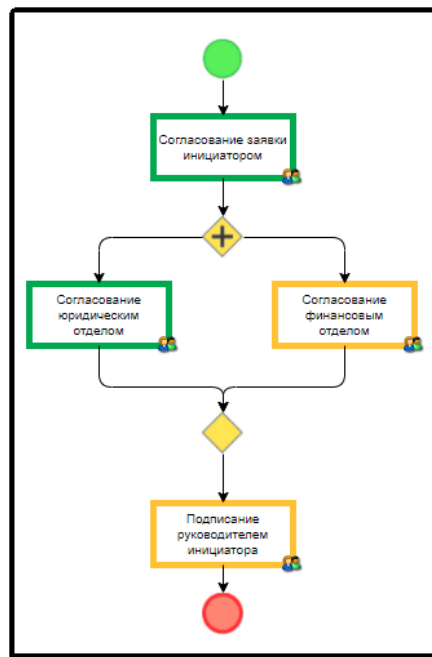 Согласование заявки
инициатором
Согласование
юридическим
отделом
Согласование
финансовым
отделом
Подписание
руководителем
инициатора